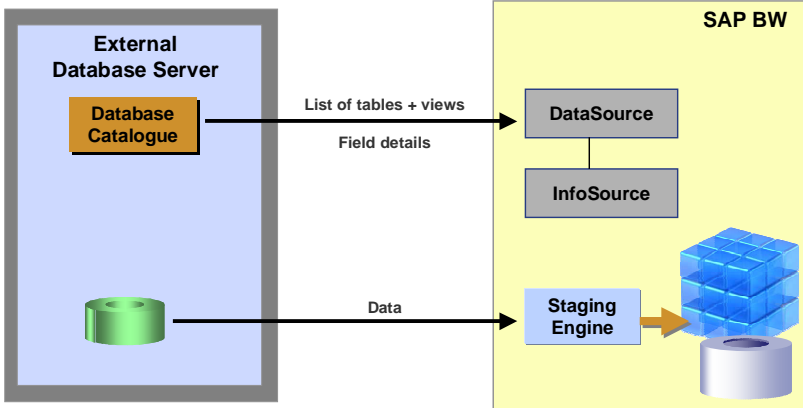 External
Database Server
Database
Catalogue
List of tables + views
Field details
Data
SAP BW
DataSource
InfoSource
Staging
Engine